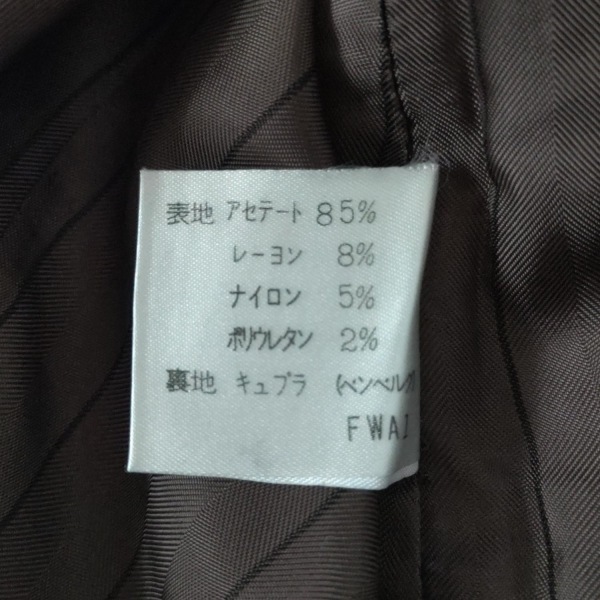 表地 アセテート 85%
レーヨン 8%
ナイロン 5%
ポリウレタン 2%
裏地 キュプラ (ベンベルグ)
FWAI